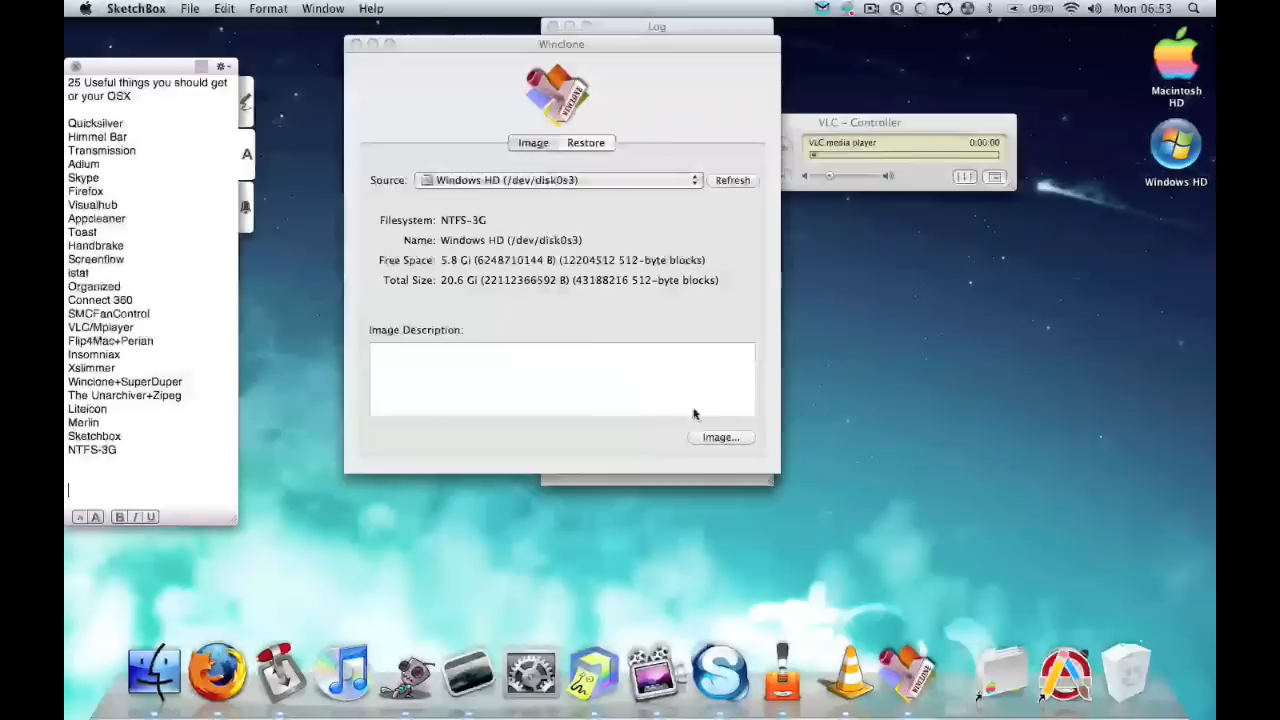 SketchBox File Edit Format Window Help (99%) Mon 06:53
Log
Winclone
25 Useful things you should get
or your OSX
Quicksilver
Himmel Bar
Transmission
Adium
Skype
Firefox
Visualhub
Appcleaner
Toast
Handbrake
Screenflow
istat
Organized
Connect 360
SMCFanControl
VLC/Mplayer
Flip4Mac+Perian
Insomniax
Xslimmer
Winclone+SuperDuper
The Unarchiver+Zipeg
Liteicon
Merlin
Sketchbox
NTFS-3G
A
A A B I U
WINCLONE
Image Restore
Source: Windows HD (/dev/disk0s3) Refresh
Filesystem: NTFS-3G
Name: Windows HD (/dev/disk0s3)
Free Space: 5.8 Gi (6248710144 B) (12204512 512-byte blocks)
Total Size: 20.6 Gi (22112366592 B) (43188216 512-byte blocks)
Image Description:
Image...
VLC - Controller
VLC media player 0:00:00
Macintosh
HD
Windows HD
WINCLONE